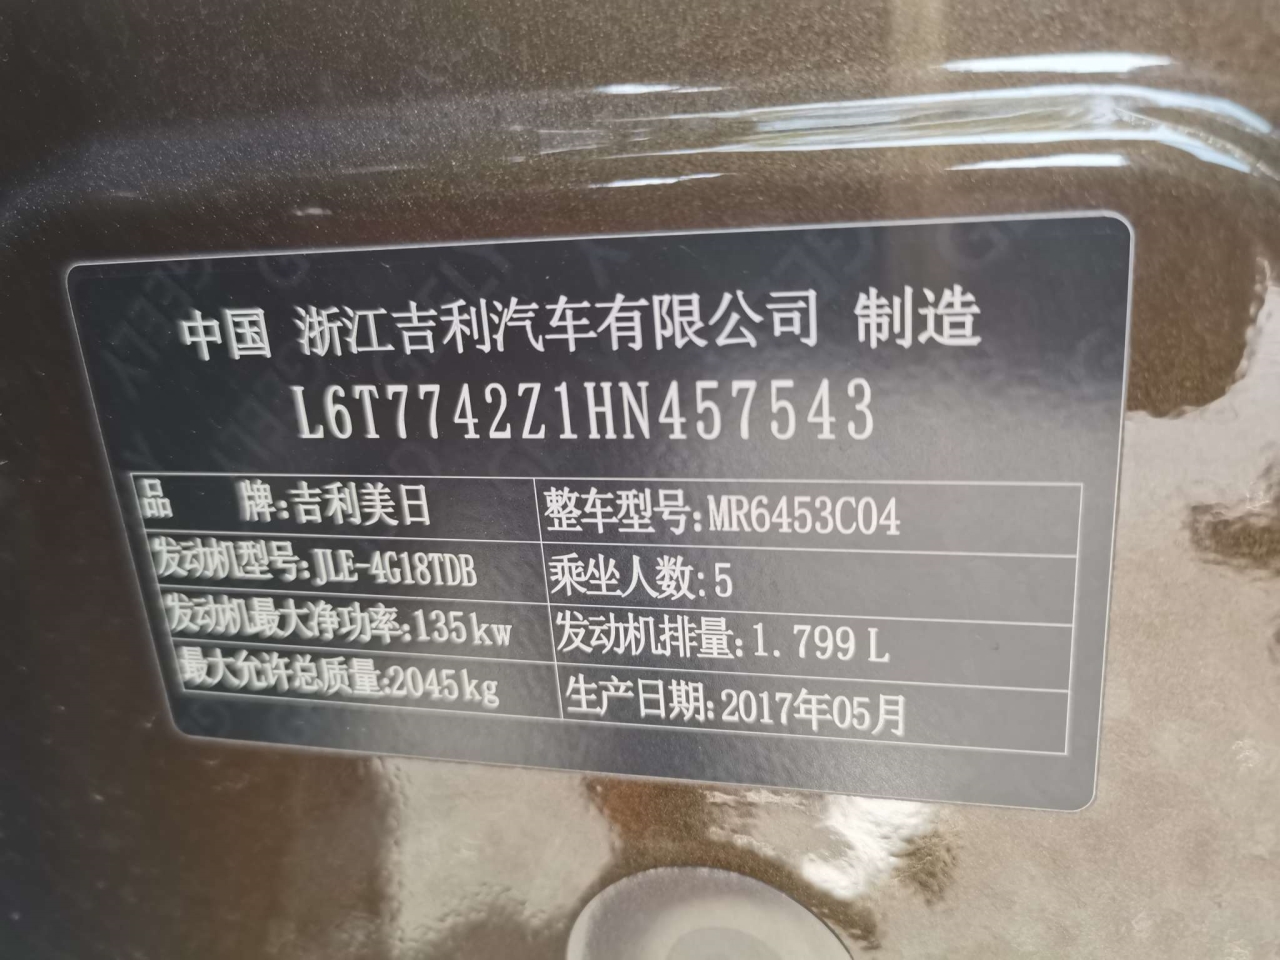 中国 浙江吉利汽车有限公司 制造
L6T7742Z1HN457543
品 牌:吉利美日 整车型号:MR6453C04
发动机型号:JLE-4G18TDB 乘坐人数:5
发动机最大净功率:135kw 发动机排量:1.799L
最大允许总质量:2045kg 生产日期:2017年05月